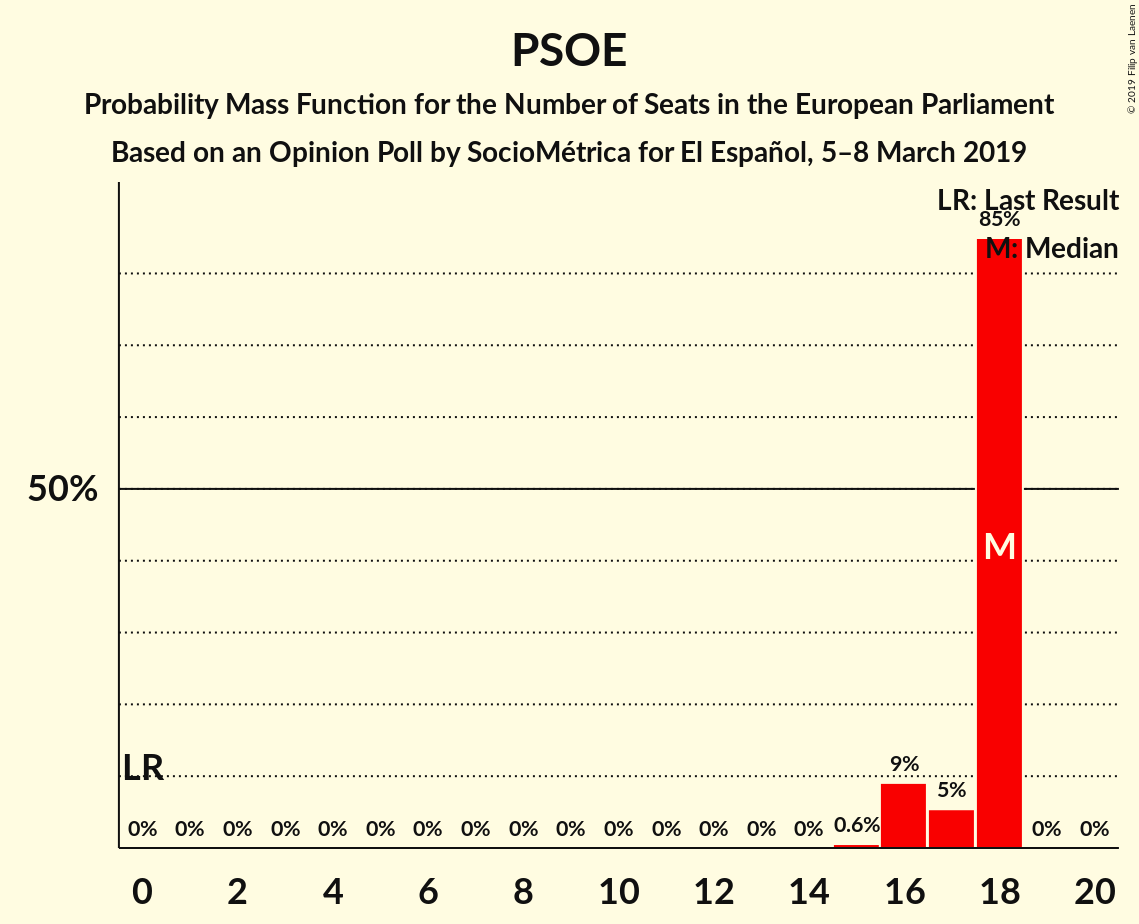 PSOE
Probability Mass Function for the Number of Seats in the European Parliament
Based on an Opinion Poll by SocioMétrica for El Español, 5–8 March 2019
© 2019 Filip van Laenen
LR: Last Result
85%
M: Median
50%
M
LR
9%
5%
0% 0% 0% 0% 0% 0% 0% 0% 0% 0% 0% 0% 0% 0% 0% 0.6% 0% 0%
0 2 4 6 8 10 12 14 16 18 20